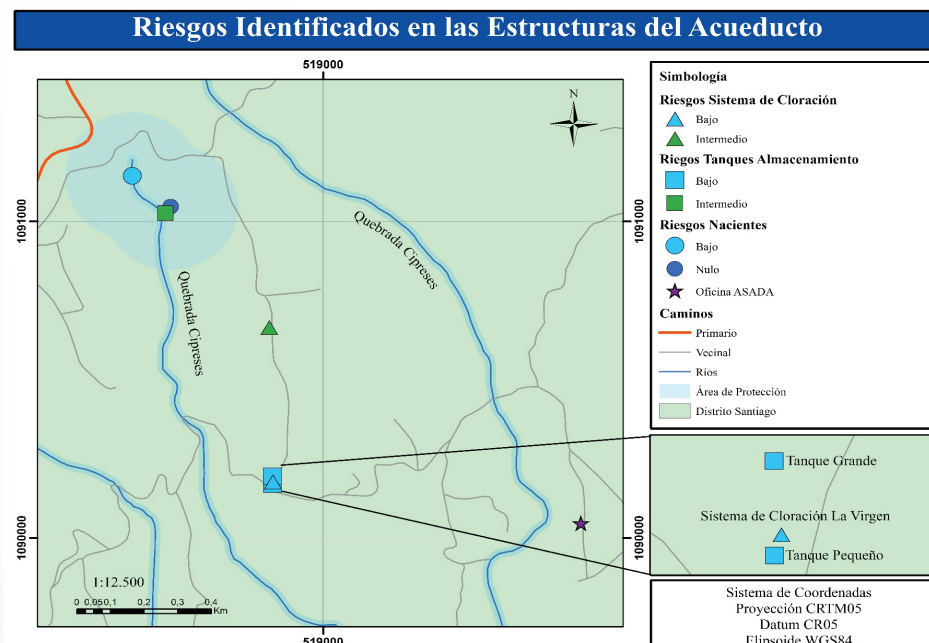 Riesgos Identificados en las Estructuras del Acueducto
519000
N
1091000
1091000
Quebrada Cipreses
Quebrada Cipreses
1090000
1090000
1:12.500
0 0,05 0,1 0,2 0,3 0,4
Km
519000
Simbología
Riesgos Sistema de Cloración
Bajo
Intermedio
Riegos Tanques Almacenamiento
Bajo
Intermedio
Riesgos Nacientes
Bajo
Nulo
Oficina ASADA
Caminos
Primario
Vecinal
Ríos
Área de Protección
Distrito Santiago
Tanque Grande
Sistema de Cloración La Virgen
Tanque Pequeño
Sistema de Coordenadas
Proyección CRTM05
Datum CR05
Elipsoide WGS84